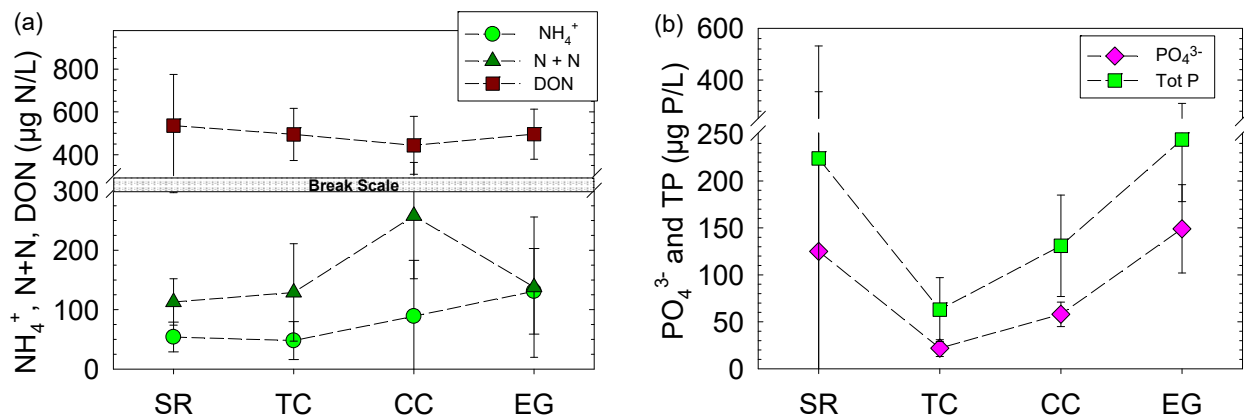 (a)
NH₄⁺, N+N, DON (µg N/L)
800
600
400
300
200
100
0
NH₄⁺
N + N
DON
Break Scale
SR TC CC EG
(b)
PO₄³⁻ and TP (µg P/L)
600
400
250
200
150
100
50
0
PO₄³⁻
Tot P
SR TC CC EG